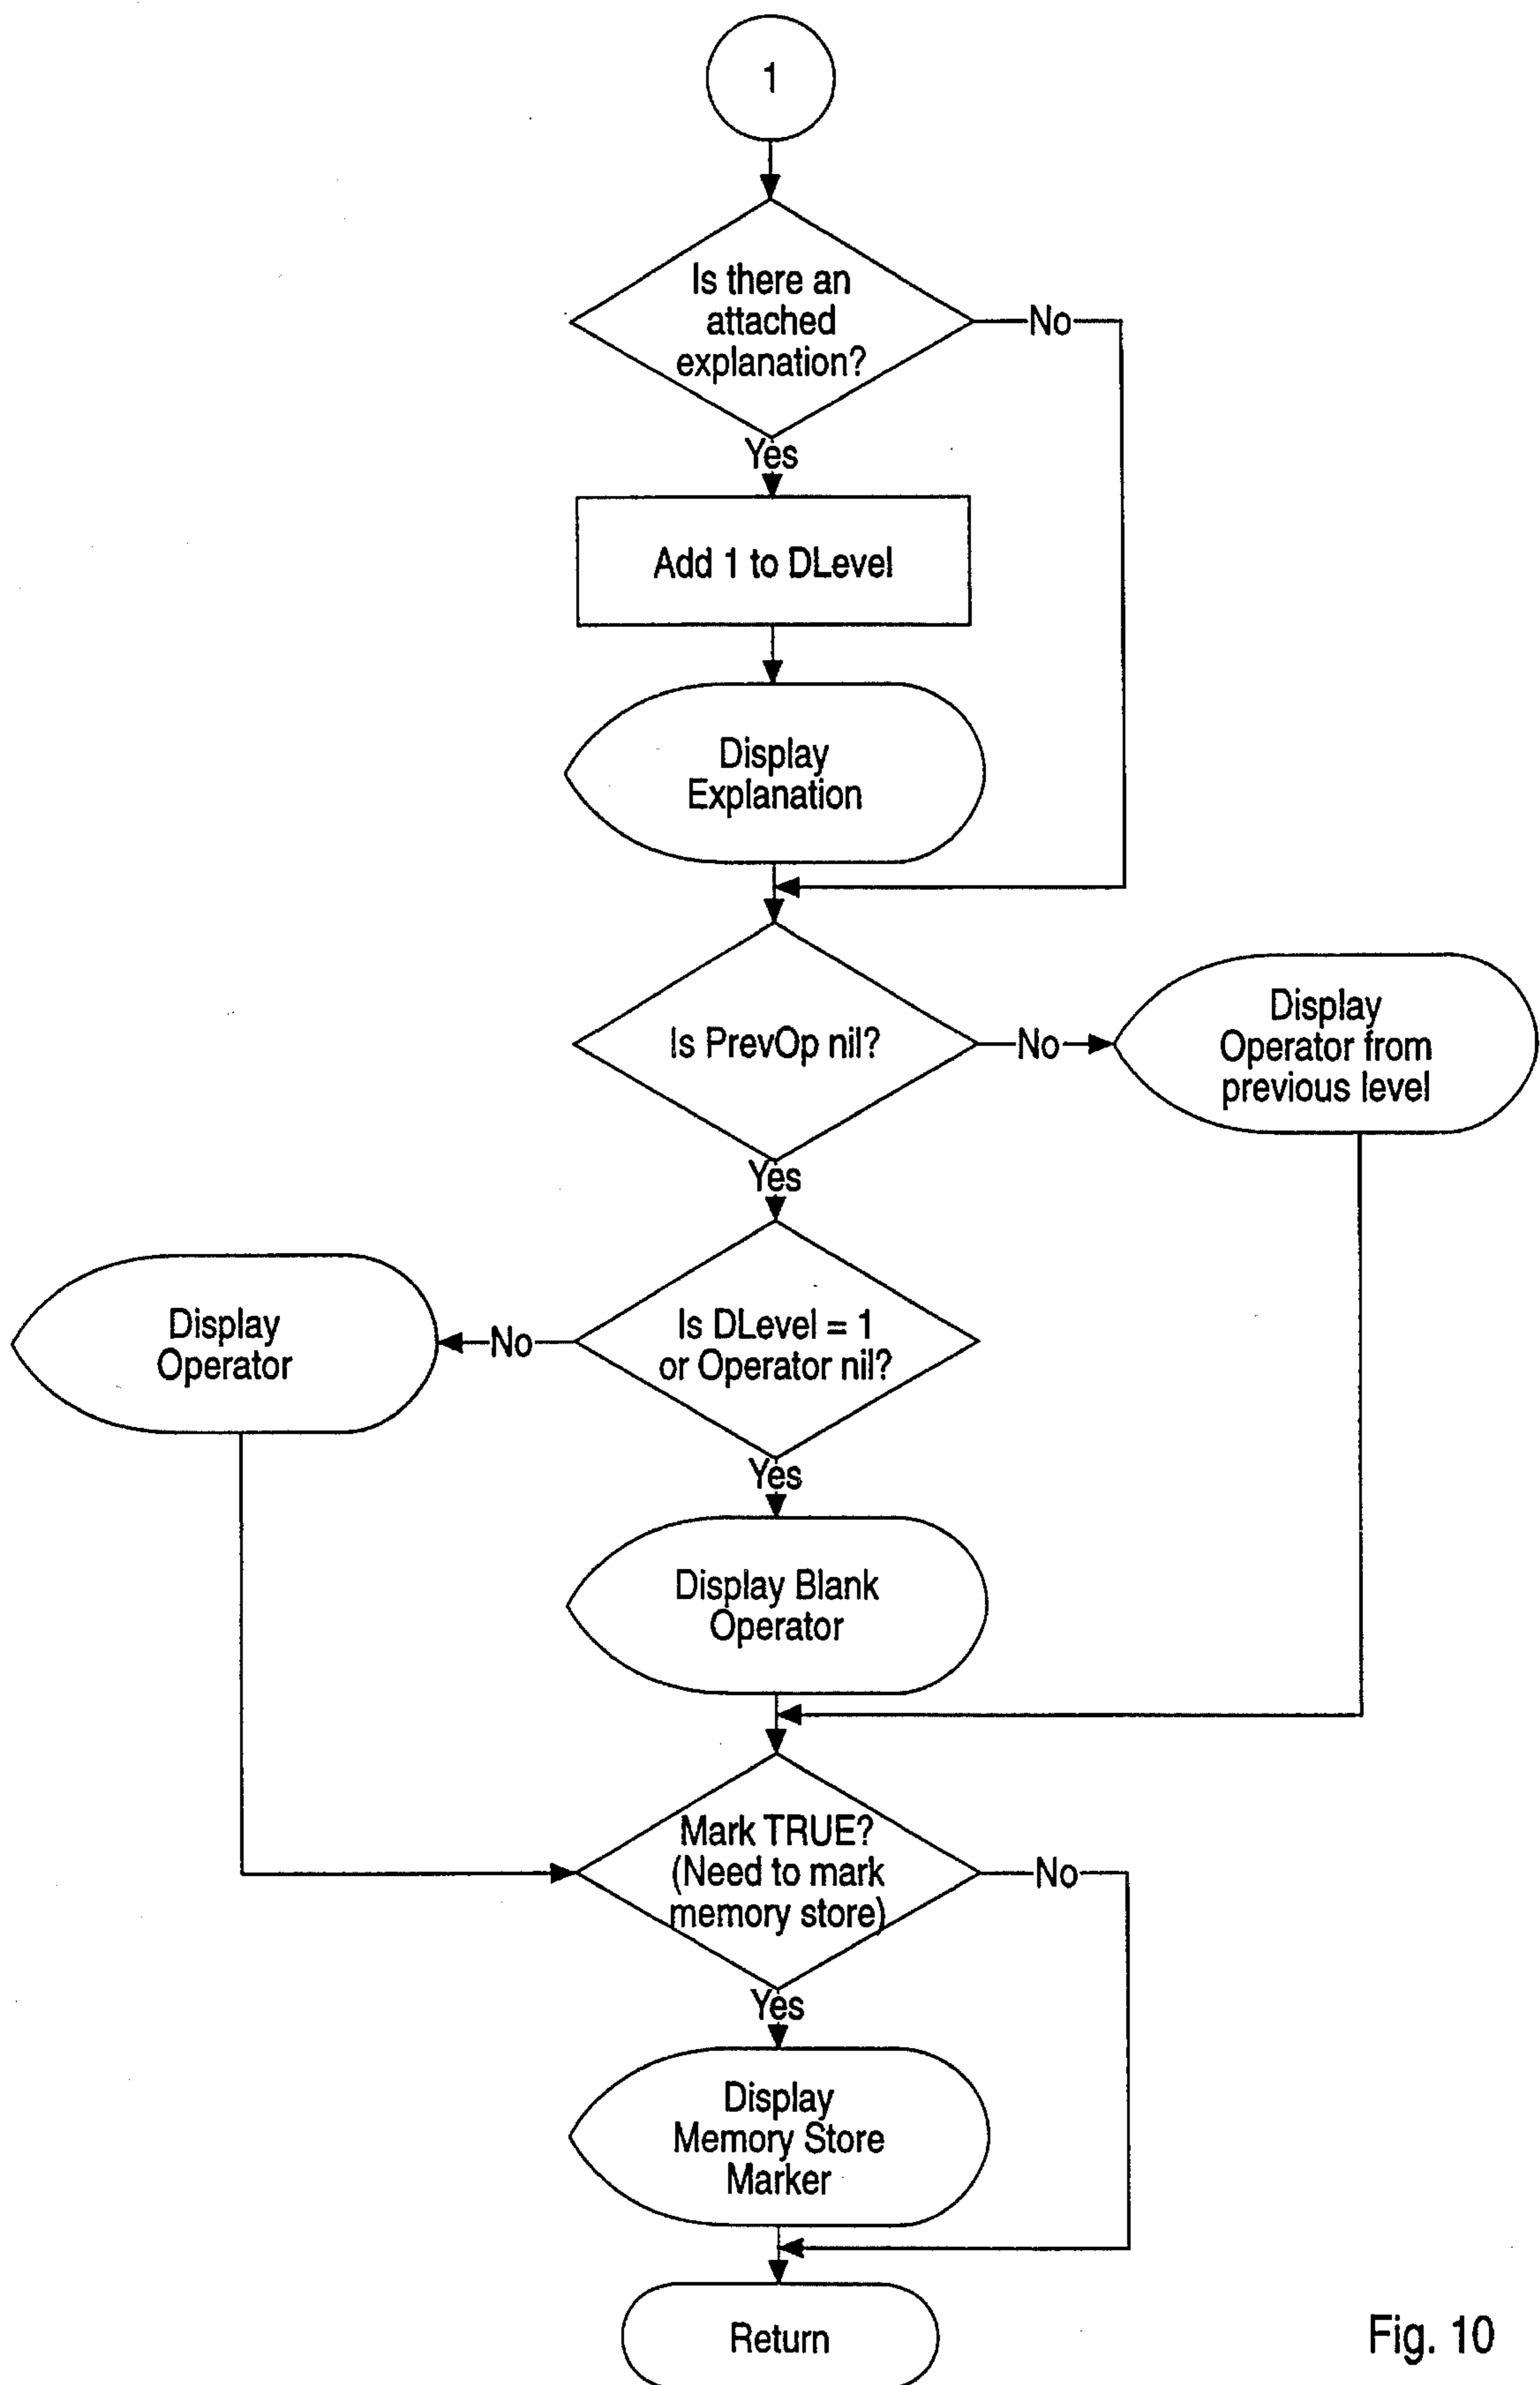 1
Is there an
attached
explanation?
No
Yes
Add 1 to DLevel
Display
Explanation
Is PrevOp nil?
No
Display
Operator from
previous level
Yes
Is DLevel = 1
or Operator nil?
No
Display
Operator
Yes
Display Blank
Operator
Mark TRUE?
(Need to mark
memory store)
No
Yes
Display
Memory Store
Marker
Return
Fig. 10